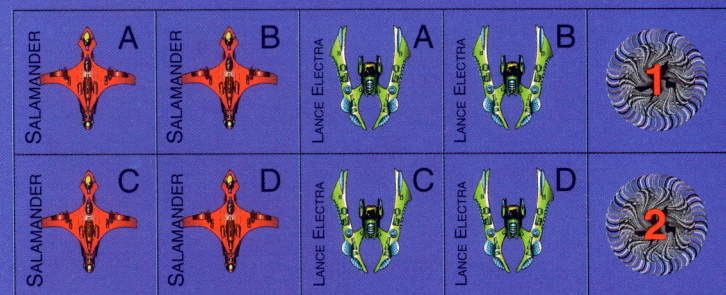 SALAMANDER A
SALAMANDER B
LANCE ELECTRA A
LANCE ELECTRA B
1
SALAMANDER C
SALAMANDER D
LANCE ELECTRA C
LANCE ELECTRA D
2